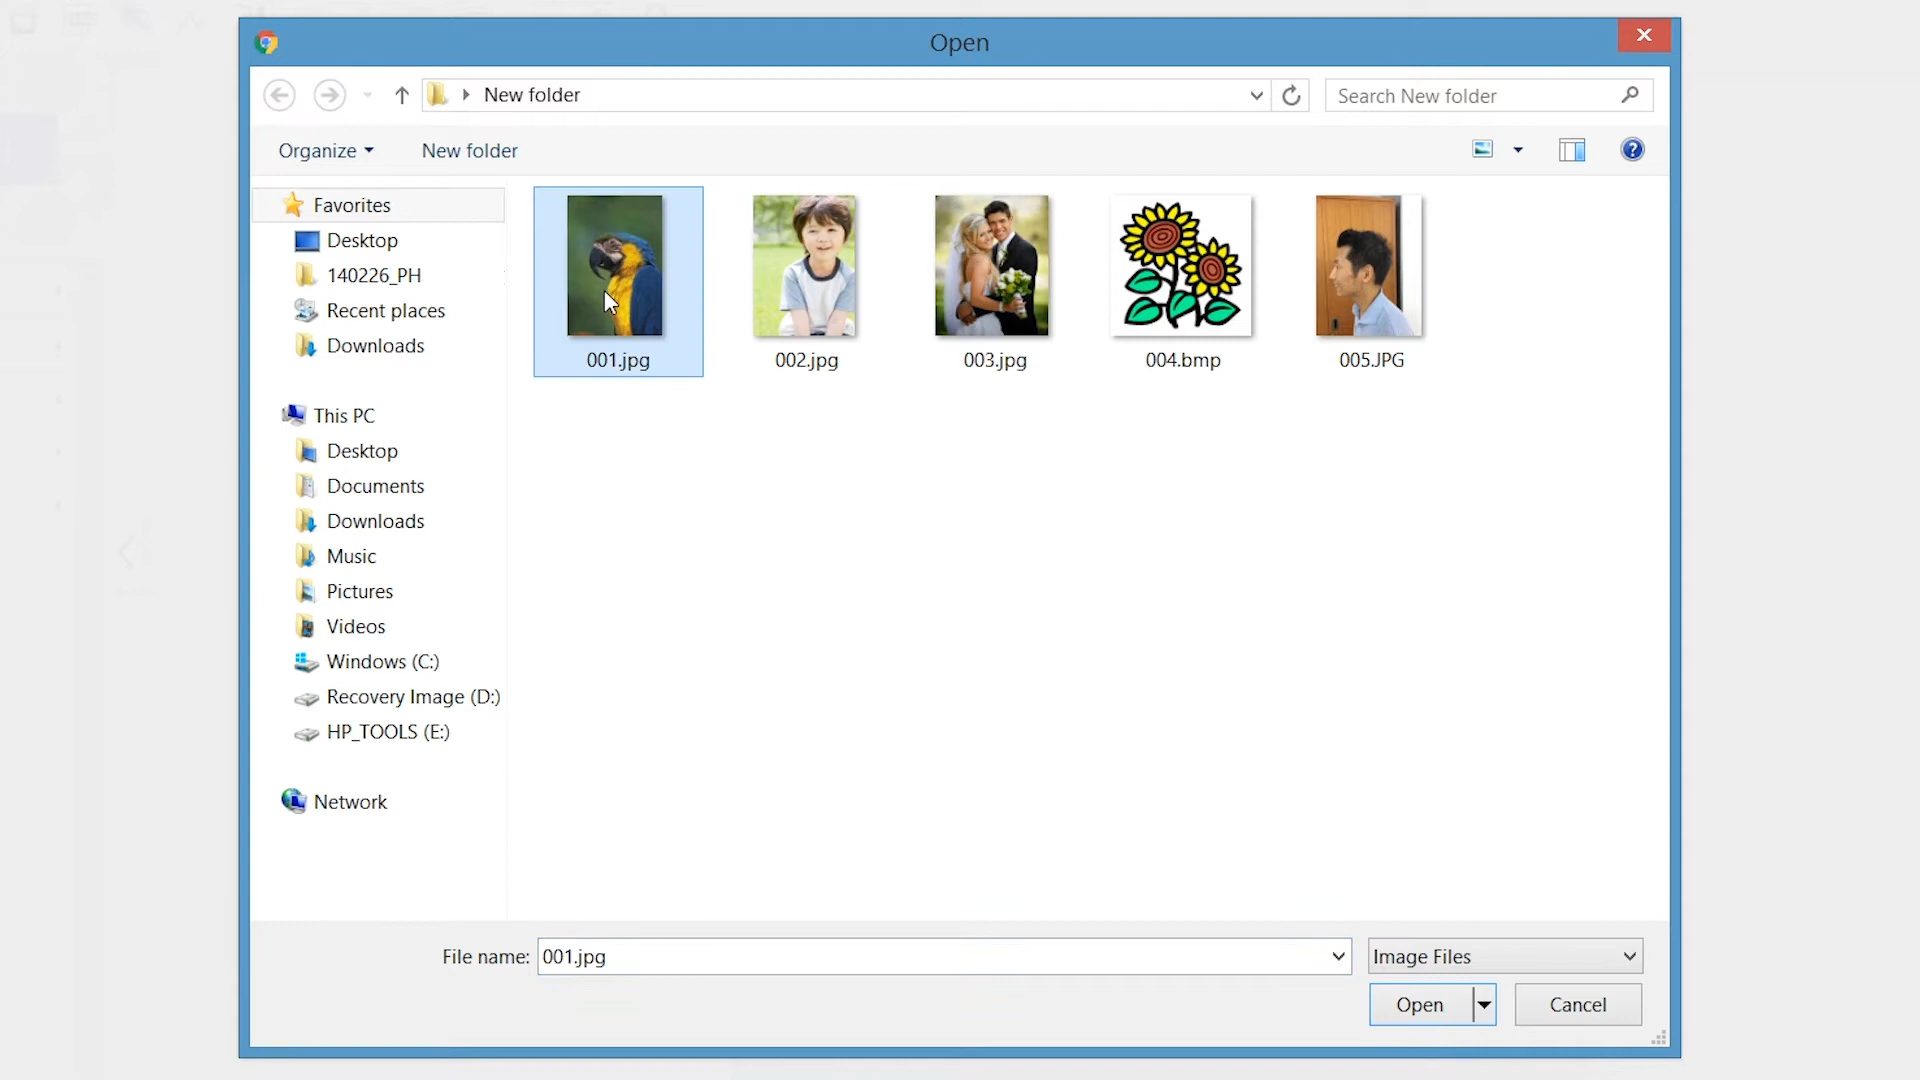 Open
New folder
Search New folder
Organize
New folder
Favorites
Desktop
140226_PH
Recent places
Downloads
This PC
Desktop
Documents
Downloads
Music
Pictures
Videos
Windows (C:)
Recovery Image (D:)
HP_TOOLS (E:)
Network
001.jpg
002.jpg
003.jpg
004.bmp
005.JPG
File name: 001.jpg
Image Files
Open
Cancel